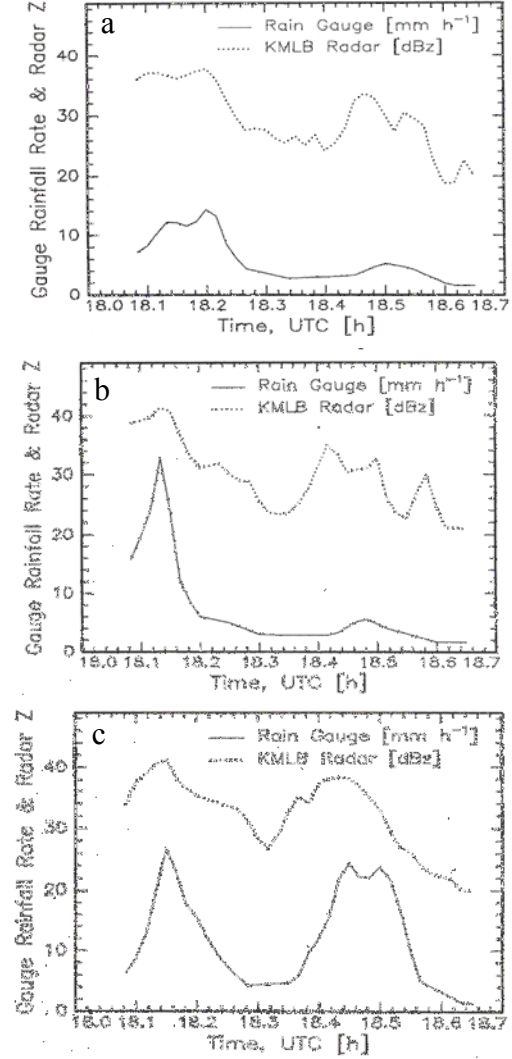 a
Rain Gauge [mm h⁻¹]
KMLB Radar [dBz]
Gauge Rainfall Rate & Radar Z
40
30
20
10
0
18.0 18.1 18.2 18.3 18.4 18.5 18.6 18.7
Time, UTC [h]
b
Rain Gauge [mm h⁻¹]
KMLB Radar [dBz]
Gauge Rainfall Rate & Radar Z
40
30
20
10
0
18.0 18.1 18.2 18.3 18.4 18.5 18.6 18.7
Time, UTC [h]
c
Rain Gauge [mm h⁻¹]
KMLB Radar [dBz]
Gauge Rainfall Rate & Radar Z
40
30
20
10
0
18.0 18.1 18.2 18.3 18.4 18.5 18.6 18.7
Time, UTC [h]